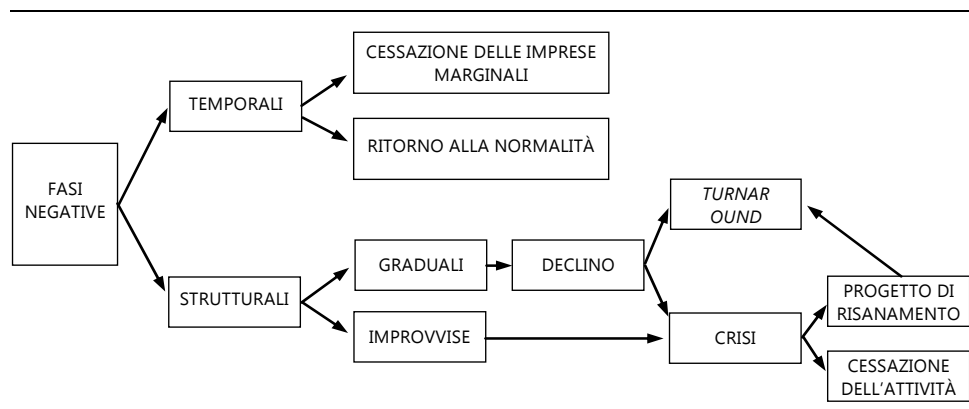 CESSAZIONE DELLE IMPRESE
MARGINALI
TEMPORALI
RITORNO ALLA NORMALITÀ
FASI
NEGATIVE
TURNAR
OUND
GRADUALI
DECLINO
STRUTTURALI
PROGETTO DI
RISANAMENTO
IMPROVVISE
CRISI
CESSAZIONE
DELL'ATTIVITÀ